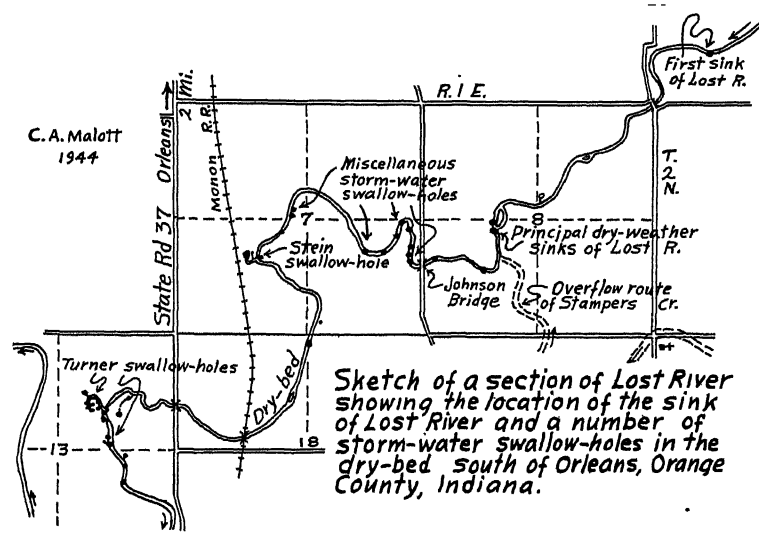 First sink
of Lost R.
R. 1 E.
2 mi.
Orleans
State Rd 37
MONON R.R.
C. A. Malott
1944
T.
2
N.
Miscellaneous
storm-water
swallow-holes
7
8
Principal dry-weather
sinks of Lost R.
Stein
swallow-hole
Johnson
Bridge
Overflow route
of Stampers Cr.
Turner swallow-holes
Dry-bed
13
18
Sketch of a section of Lost River
showing the location of the sink
of Lost River and a number of
storm-water swallow-holes in the
dry-bed south of Orleans, Orange
County, Indiana.